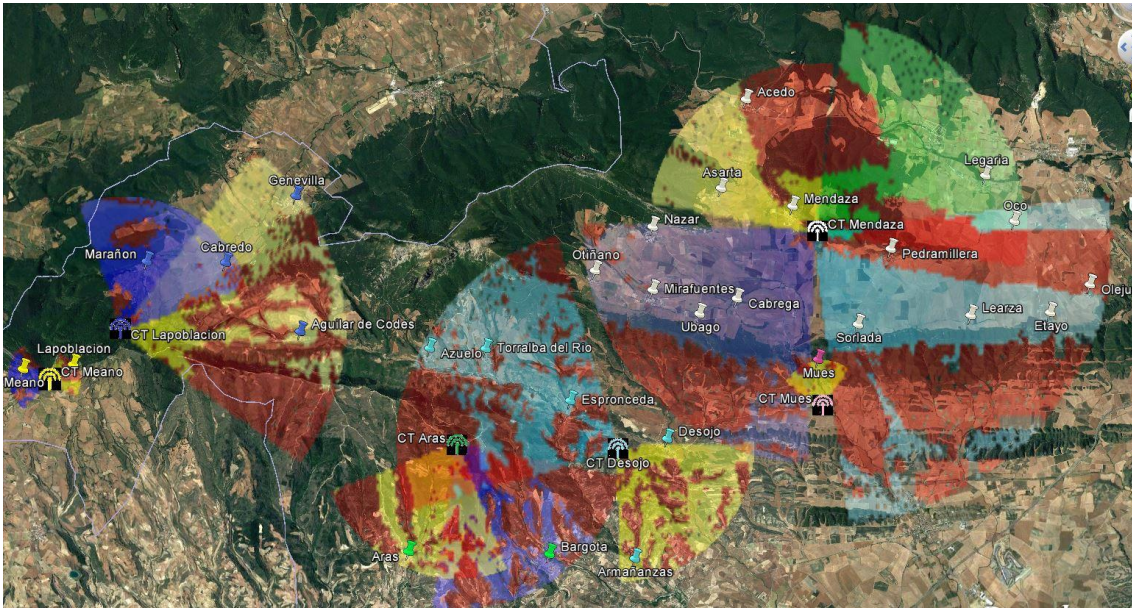 Acedo
Legaria
Asarta
Genevilla
Mendaza
Oco
Nazar
CT Mendaza
Marañon
Cabredo
Otiñano
Pedramillera
Mirafuentes
Cabrega
Oleju
Ubago
Learza
Etayo
Aguilar de Codes
CT Lapoblacion
Sorlada
Lapoblacion
Azuelo
Torralba del Rio
Meano
CT Meano
Mues
Espronceda
CT Mues
CT Aras
Desojo
CT Desojo
Aras
Bargota
Armañanzas